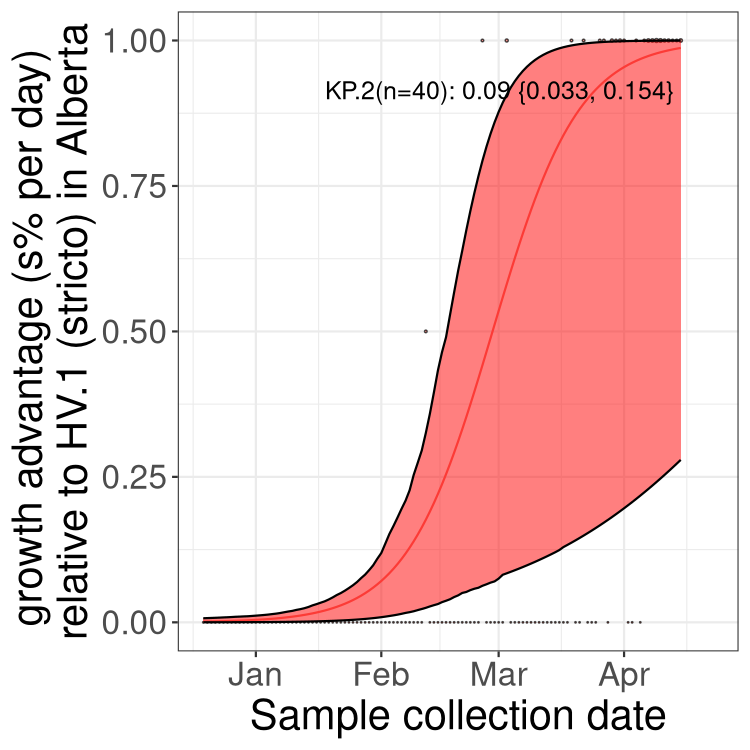 growth advantage (s% per day)
relative to HV.1 (stricto) in Alberta
1.00
0.75
0.50
0.25
0.00
KP.2(n=40): 0.09 {0.033, 0.154}
Jan Feb Mar Apr
Sample collection date